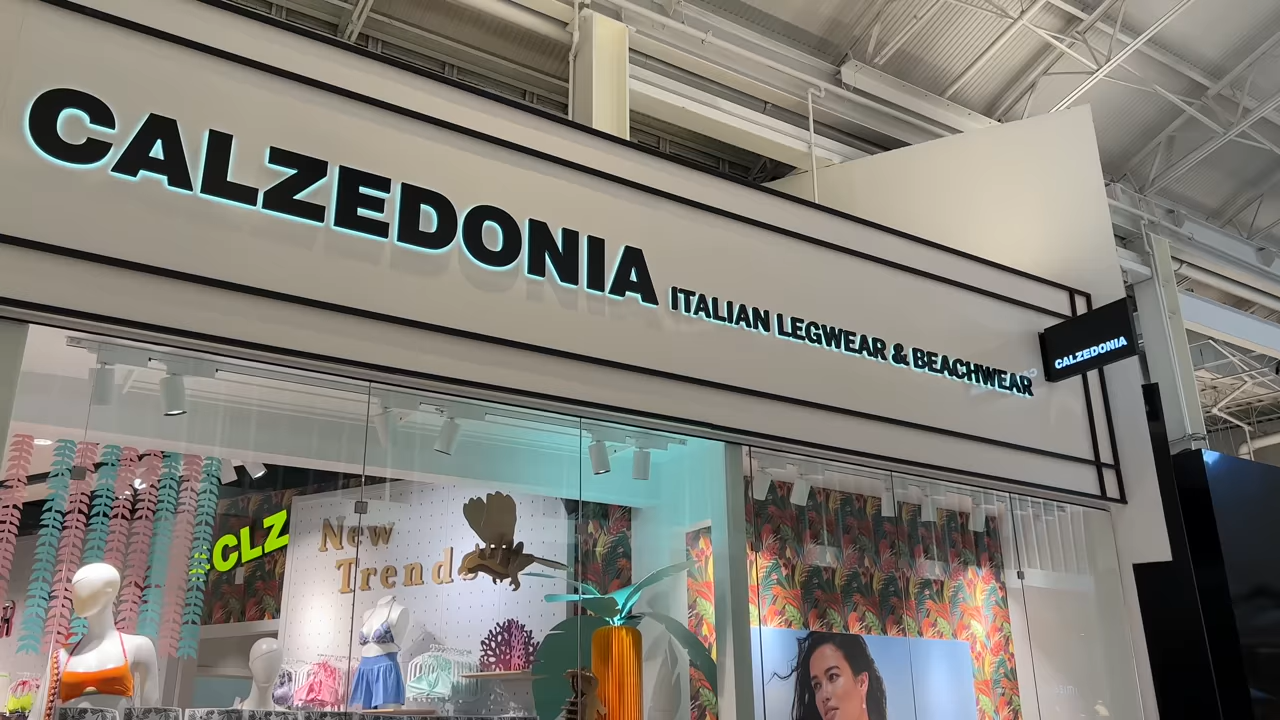 CALZEDONIA ITALIAN LEGWEAR & BEACHWEAR
CALZEDONIA
CLZ
New
Trends